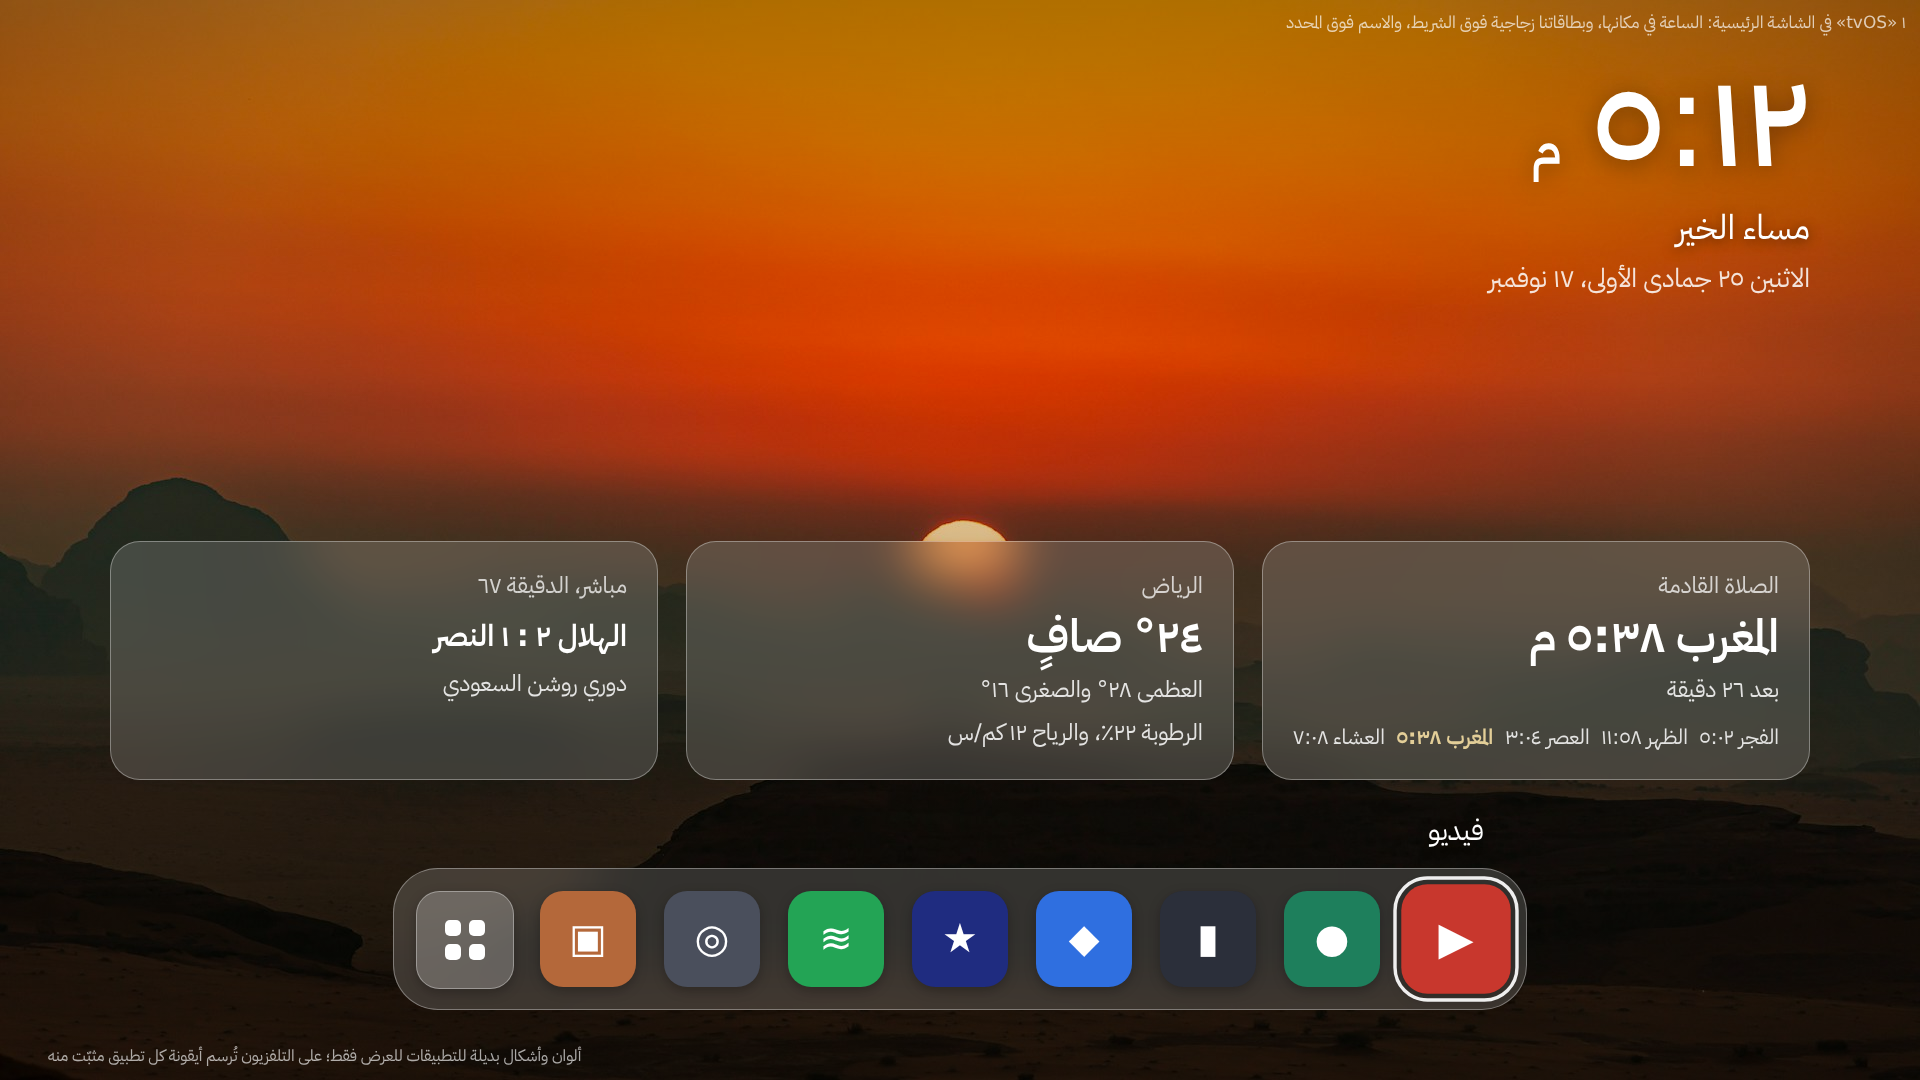 ١ «tvOS» في الشاشة الرئيسية: الساعة في مكانها، وبطاقاتنا زجاجية فوق الشريط، والاسم فوق المحدد
٥:١٢ م
مساء الخير
الاثنين ٢٥ جمادى الأولى، ١٧ نوفمبر
الصلاة القادمة
المغرب ٥:٣٨ م
بعد ٢٦ دقيقة
الفجر ٥:٠٢ الظهر ١١:٥٨ العصر ٣:٠٤ المغرب ٥:٣٨ العشاء ٧:٠٨
الرياض
٢٤° صافٍ
العظمى ٢٨° والصغرى ١٦°
الرطوبة ٢٢٪، والرياح ١٢ كم/س
مباشر، الدقيقة ٦٧
الهلال ٢ : ١ النصر
دوري روشن السعودي
فيديو
ألوان وأشكال بديلة للتطبيقات للعرض فقط؛ على التلفزيون تُرسم أيقونة كل تطبيق مثبّت منه